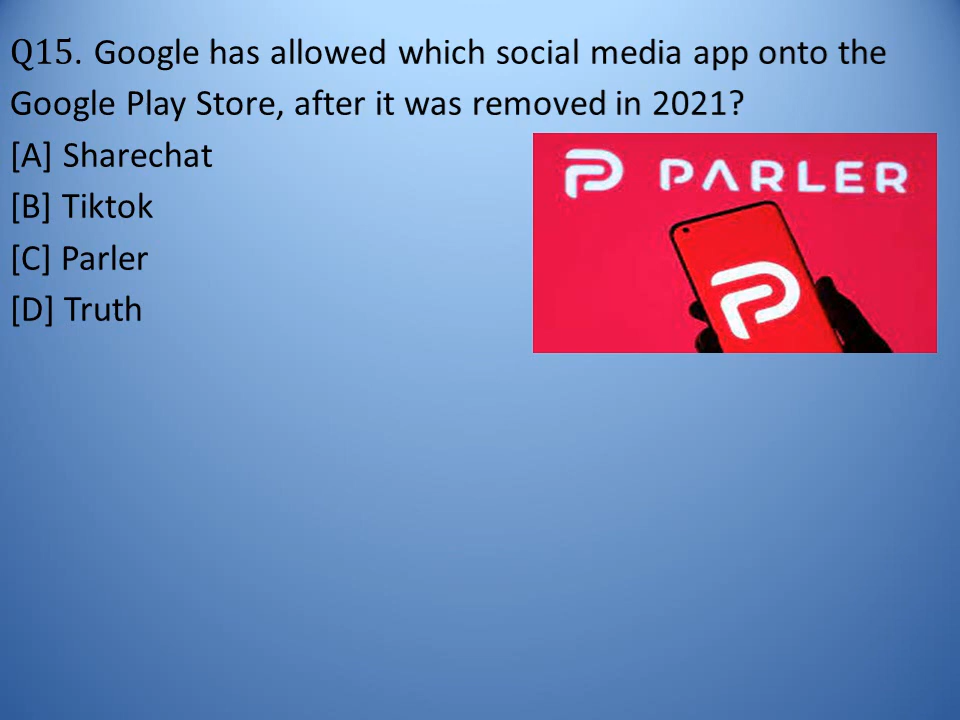 Q15. Google has allowed which social media app onto the
Google Play Store, after it was removed in 2021?
[A] Sharechat
[B] Tiktok
[C] Parler
[D] Truth
PARLER